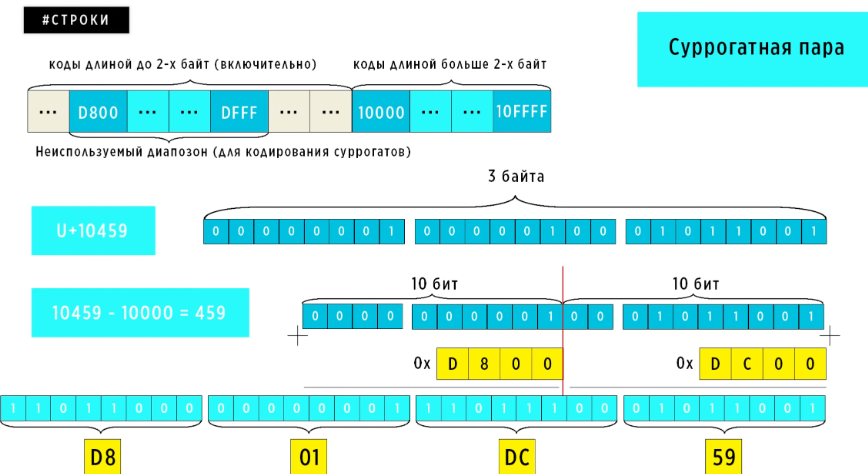 #СТРОКИ
Суррогатная пара
коды длиной до 2-х байт (включительно) коды длиной больше 2-х байт
... D800 ... ... DFFF ... ... 10000 ... ... 10FFFF
Неиспользуемый диапазон (для кодирования суррогатов)
3 байта
U+10459 0 0 0 0 0 0 0 1 0 0 0 0 0 1 0 0 0 1 0 1 1 0 0 1
10 бит 10 бит
10459 - 10000 = 459 0 0 0 0 0 0 0 0 0 1 0 0 0 1 0 1 1 0 0 1
0x D 8 0 0 0x D C 0 0
1 1 0 1 1 0 0 0 0 0 0 0 0 0 0 1 1 1 0 1 1 1 0 0 0 1 0 1 1 0 0 1
D8 01 DC 59